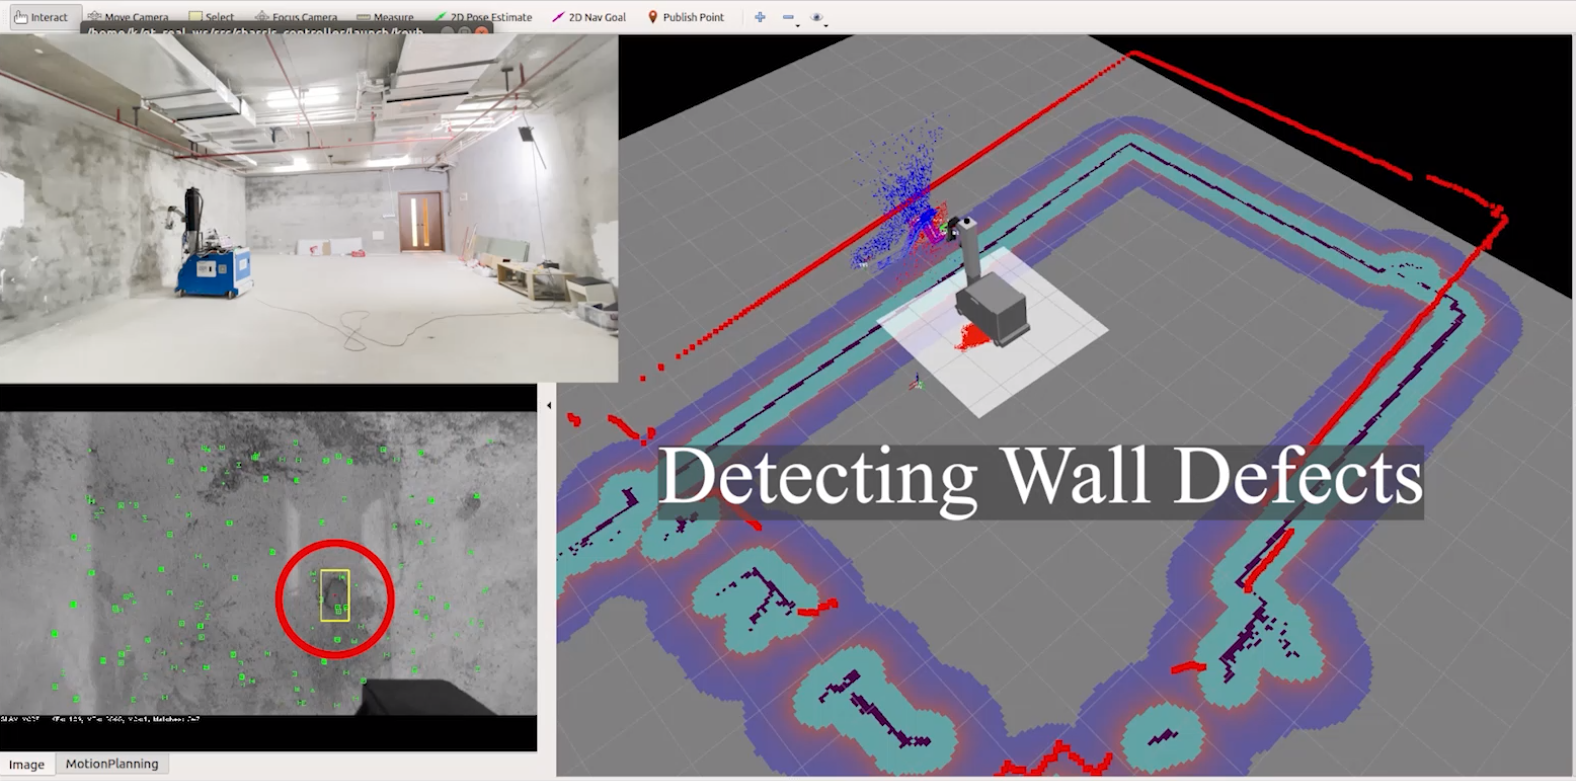 Interact Move Camera Select Focus Camera Measure 2D Pose Estimate 2D Nav Goal Publish Point
Detecting Wall Defects
Image MotionPlanning